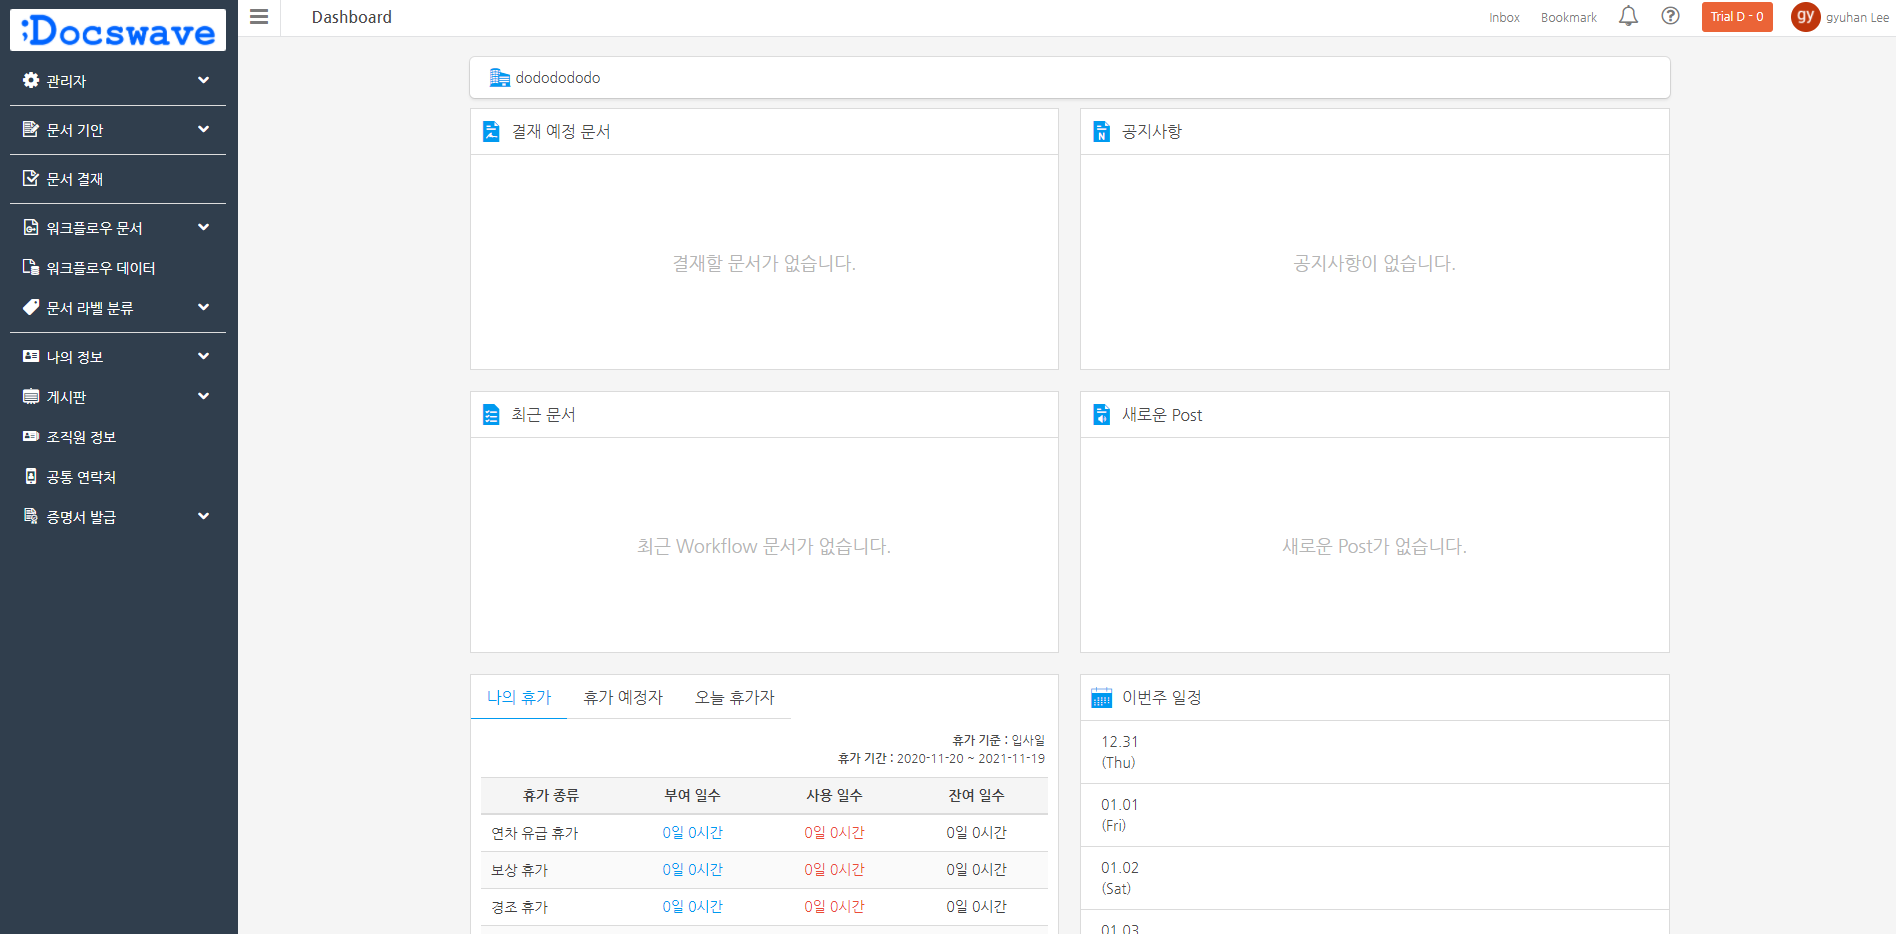 Docswave
관리자
문서 기안
문서 결재
워크플로우 문서
워크플로우 데이터
문서 라벨 분류
나의 정보
게시판
조직원 정보
공통 연락처
증명서 발급
Dashboard
Inbox Bookmark Trial D - 0 gy gyuhan Lee
dodododododo
결재 예정 문서
결재할 문서가 없습니다.
공지사항
공지사항이 없습니다.
최근 문서
최근 Workflow 문서가 없습니다.
새로운 Post
새로운 Post가 없습니다.
나의 휴가 휴가 예정자 오늘 휴가자
휴가 기준 : 입사일
휴가 기간 : 2020-11-20 ~ 2021-11-19
휴가 종류 부여 일수 사용 일수 잔여 일수
연차 유급 휴가 0일 0시간 0일 0시간 0일 0시간
보상 휴가 0일 0시간 0일 0시간 0일 0시간
경조 휴가 0일 0시간 0일 0시간 0일 0시간
이번주 일정
12.31
(Thu)
01.01
(Fri)
01.02
(Sat)
01.03